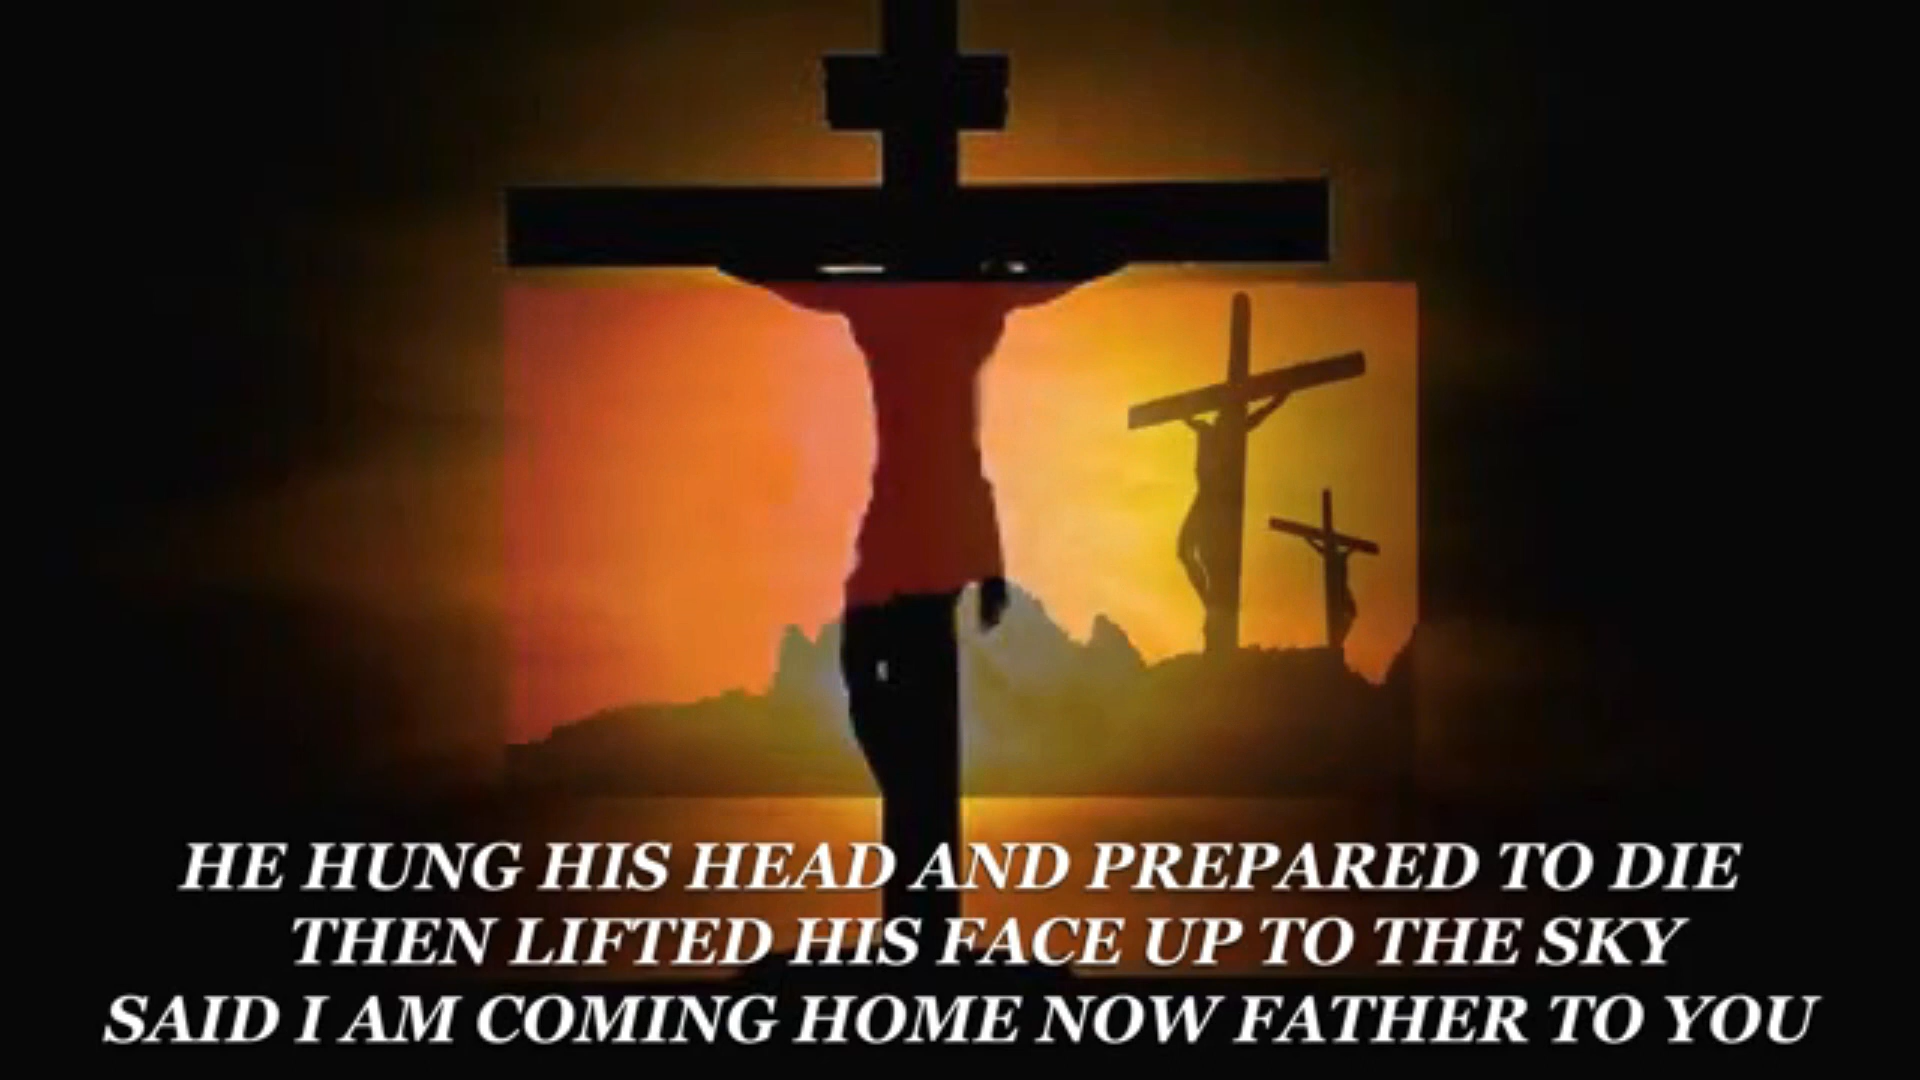 HE HUNG HIS HEAD AND PREPARED TO DIE
THEN LIFTED HIS FACE UP TO THE SKY
SAID I AM COMING HOME NOW FATHER TO YOU